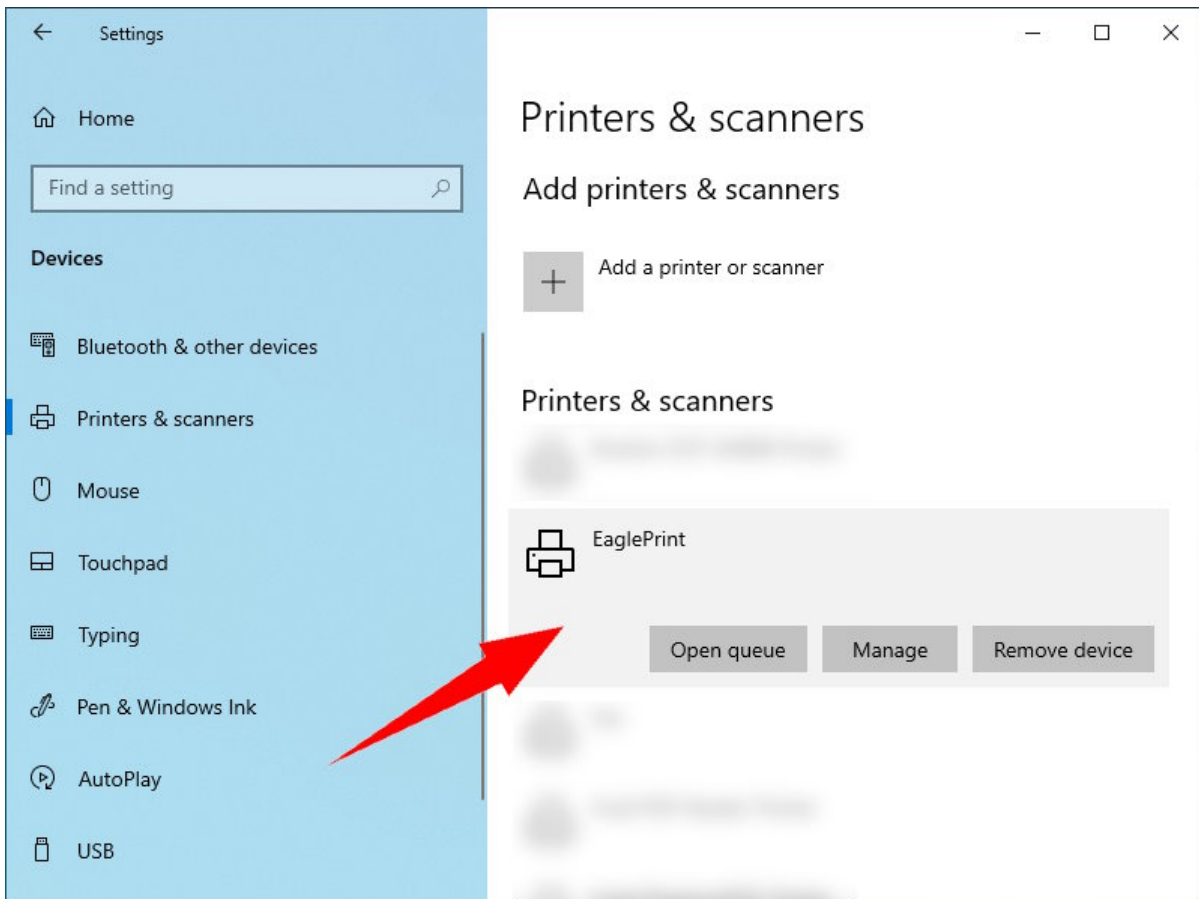 Settings
Home
Find a setting
Devices
Bluetooth & other devices
Printers & scanners
Mouse
Touchpad
Typing
Pen & Windows Ink
AutoPlay
USB
Printers & scanners
Add printers & scanners
Add a printer or scanner
Printers & scanners
EaglePrint
Open queue Manage Remove device